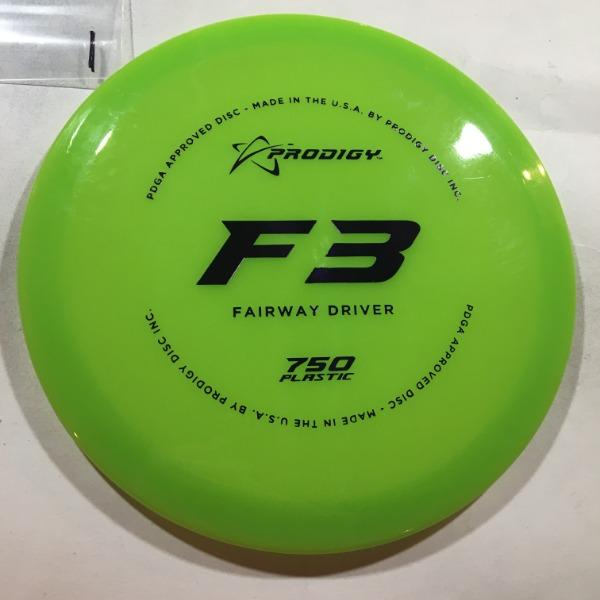 1
PDGA APPROVED DISC - MADE IN THE U.S.A. BY PRODIGY DISC INC.
PRODIGY
F3
FAIRWAY DRIVER
750
PLASTIC
PDGA APPROVED DISC - MADE IN THE U.S.A. BY PRODIGY DISC INC.